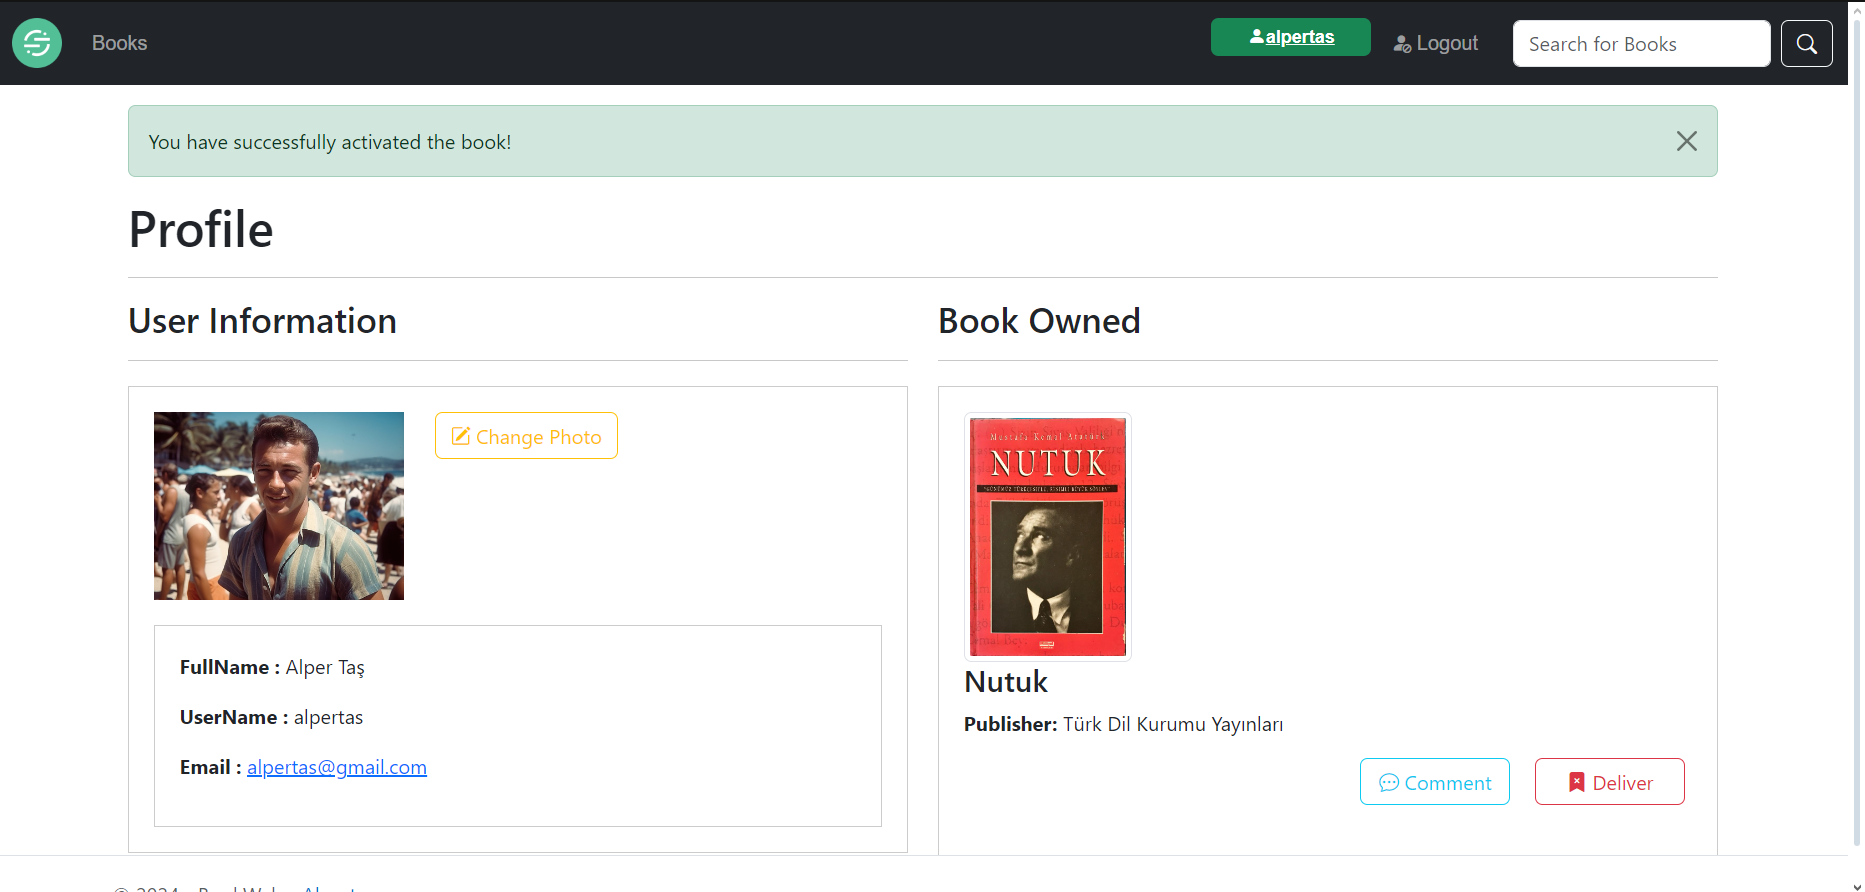 Books
alpertas
Logout
Search for Books
You have successfully activated the book!
Profile
User Information
Book Owned
Change Photo
Mustafa Kemal Atatürk
NUTUK
FullName : Alper Taş
UserName : alpertas
Email : alpertas@gmail.com
Nutuk
Publisher: Türk Dil Kurumu Yayınları
Comment
Deliver